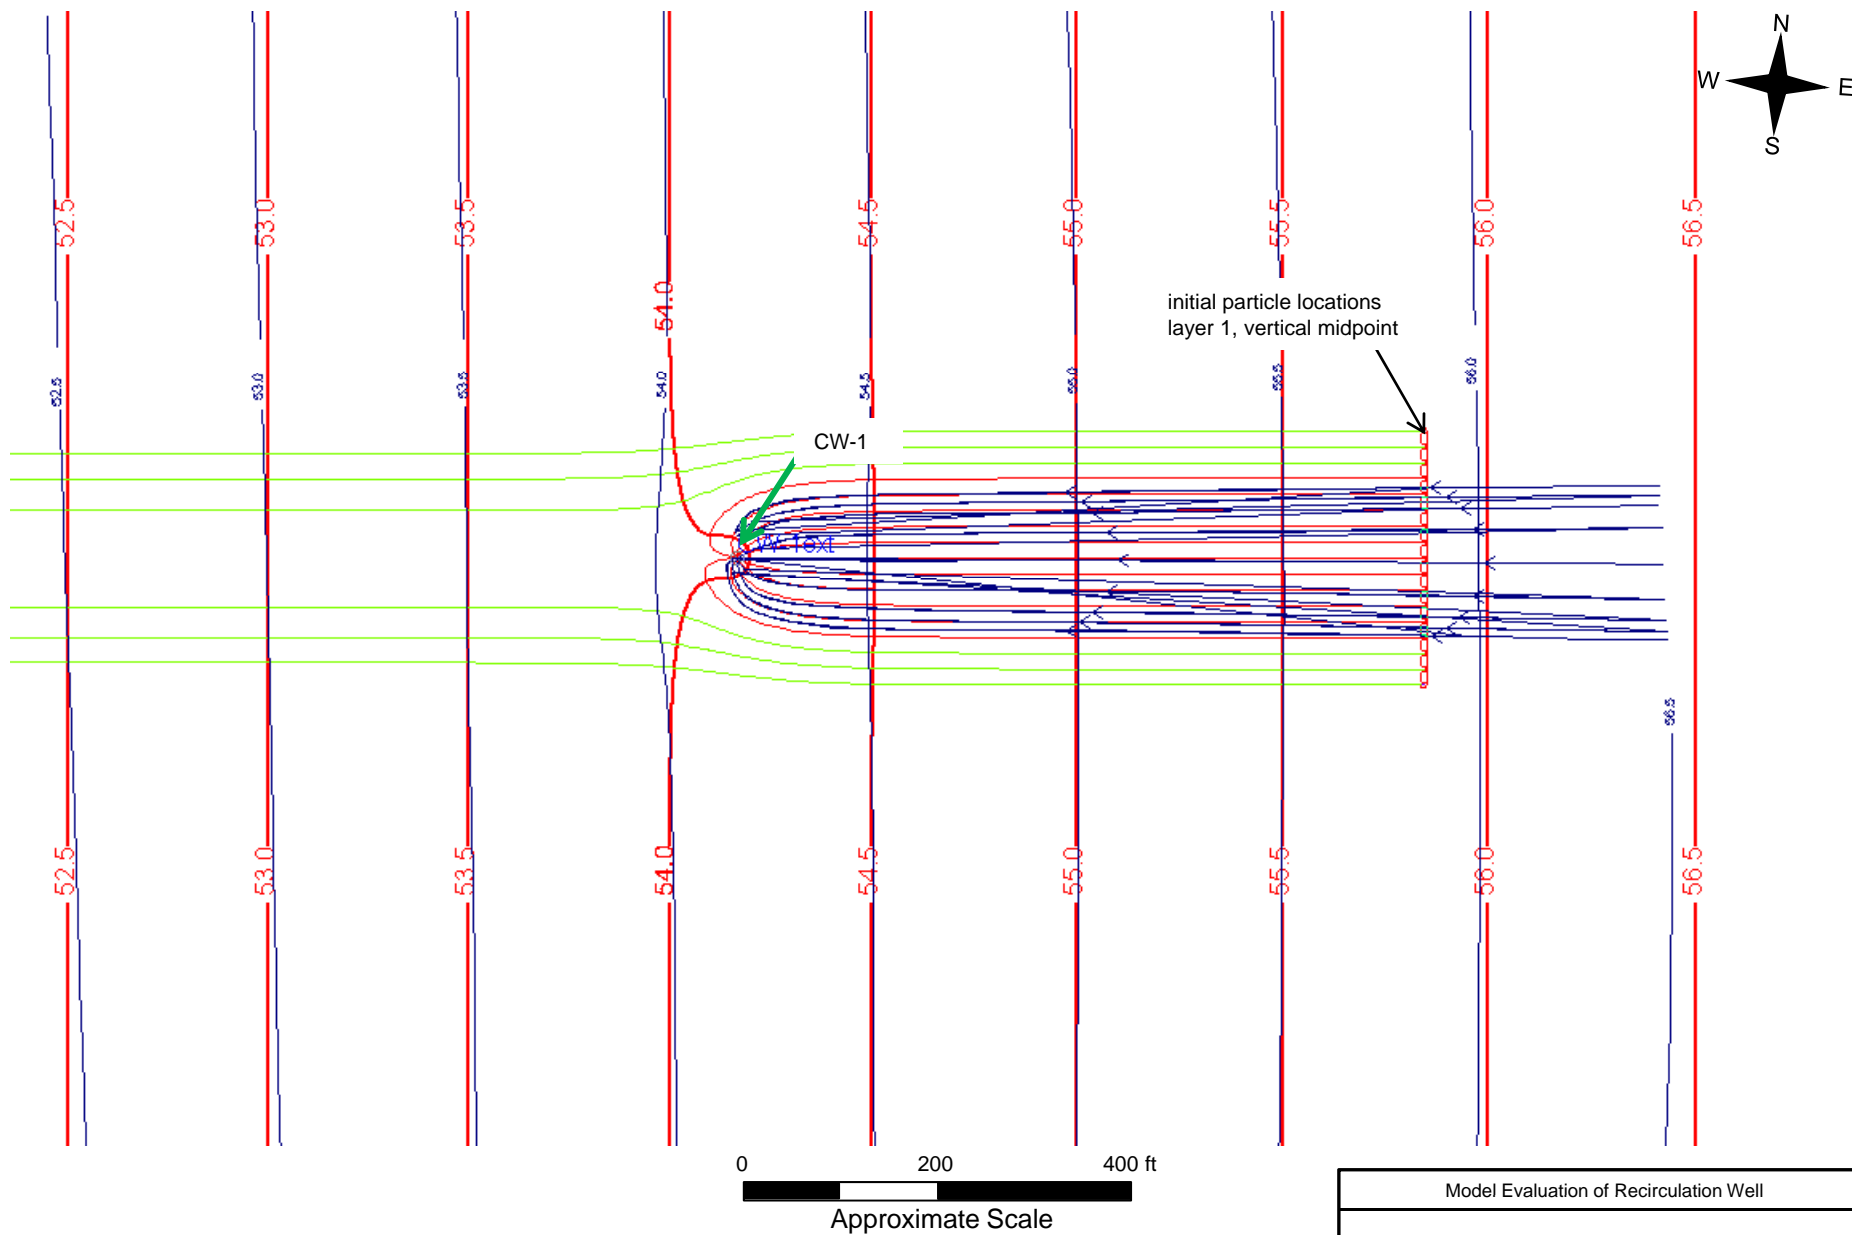 N
W E
S
52.5 53.0 53.5 54.5 55.0 55.5 56.0 56.5
54.0
initial particle locations
layer 1, vertical midpoint
52.5 53.0 53.5 54.0 54.5 55.0 55.5 56.0
CW-1
56.5
52.5 53.0 53.5 54.0 54.5 55.0 55.5 56.0 56.5
0 200 400 ft
Approximate Scale
Model Evaluation of Recirculation Well